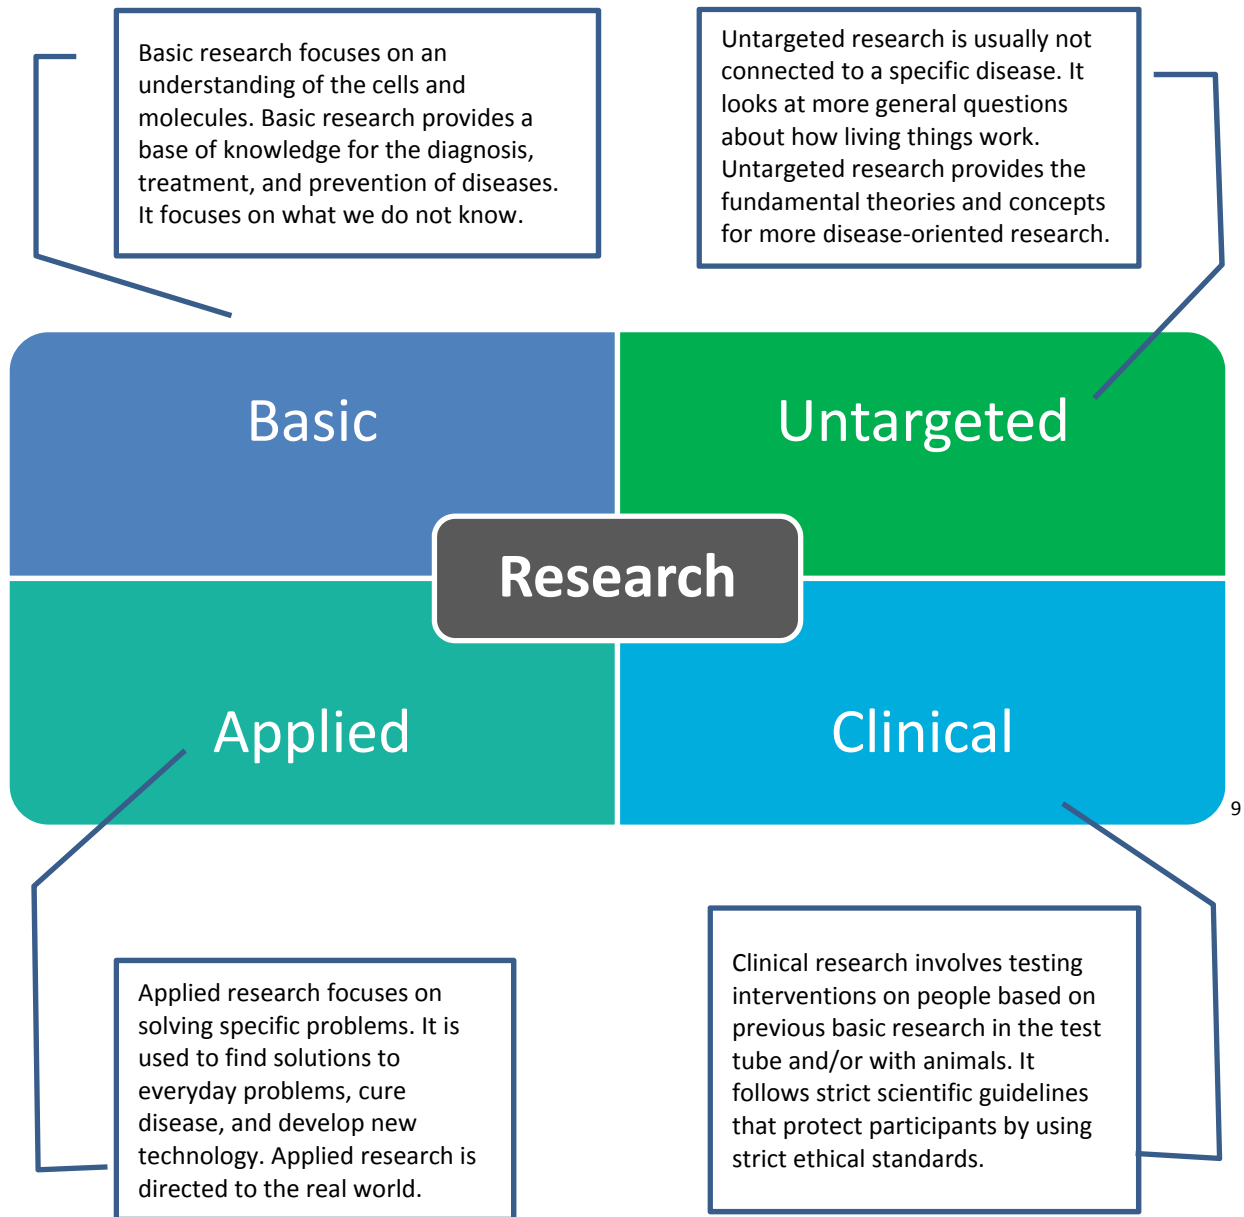 Basic research focuses on an
understanding of the cells and
molecules. Basic research provides a
base of knowledge for the diagnosis,
treatment, and prevention of diseases.
It focuses on what we do not know.
Untargeted research is usually not
connected to a specific disease. It
looks at more general questions
about how living things work.
Untargeted research provides the
fundamental theories and concepts
for more disease-oriented research.
Basic
Untargeted
Research
Applied
Clinical
9
Applied research focuses on
solving specific problems. It is
used to find solutions to
everyday problems, cure
disease, and develop new
technology. Applied research is
directed to the real world.
Clinical research involves testing
interventions on people based on
previous basic research in the test
tube and/or with animals. It
follows strict scientific guidelines
that protect participants by using
strict ethical standards.